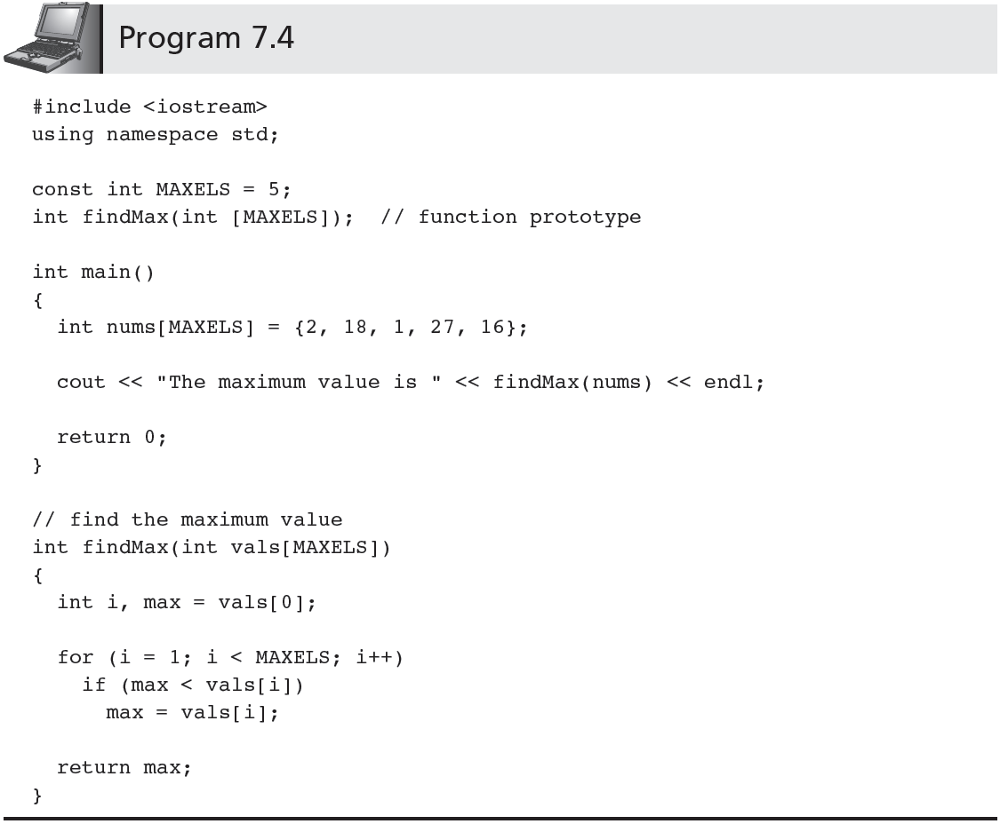 Program 7.4
#include <iostream>
using namespace std;
const int MAXELS = 5;
int findMax(int [MAXELS]);  // function prototype
int main()
{
  int nums[MAXELS] = {2, 18, 1, 27, 16};
  cout << "The maximum value is " << findMax(nums) << endl;
  return 0;
}
// find the maximum value
int findMax(int vals[MAXELS])
{
  int i, max = vals[0];
  for (i = 1; i < MAXELS; i++)
    if (max < vals[i])
      max = vals[i];
  return max;
}